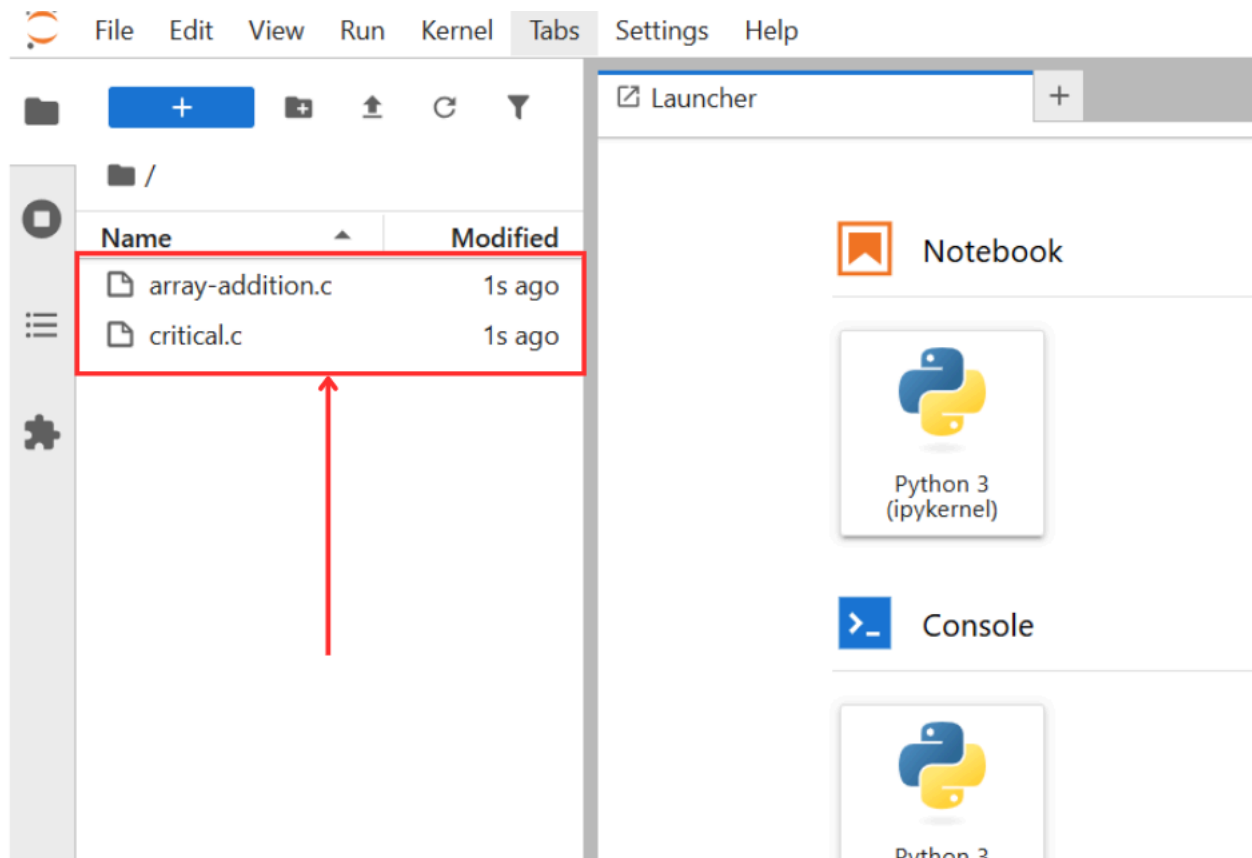 File Edit View Run Kernel Tabs Settings Help
+
Launcher +
/
Name Modified
array-addition.c 1s ago
critical.c 1s ago
Notebook
Python 3
(ipykernel)
Console
Python 3